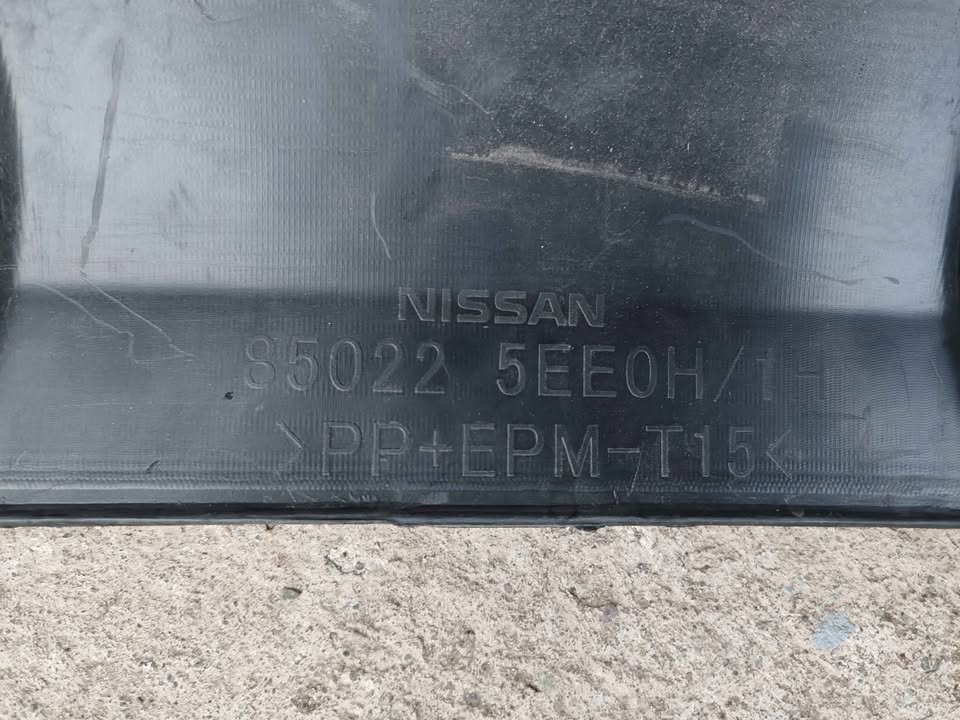 NISSAN
85022 5EE0H/1H
>PP+EPM-T15<